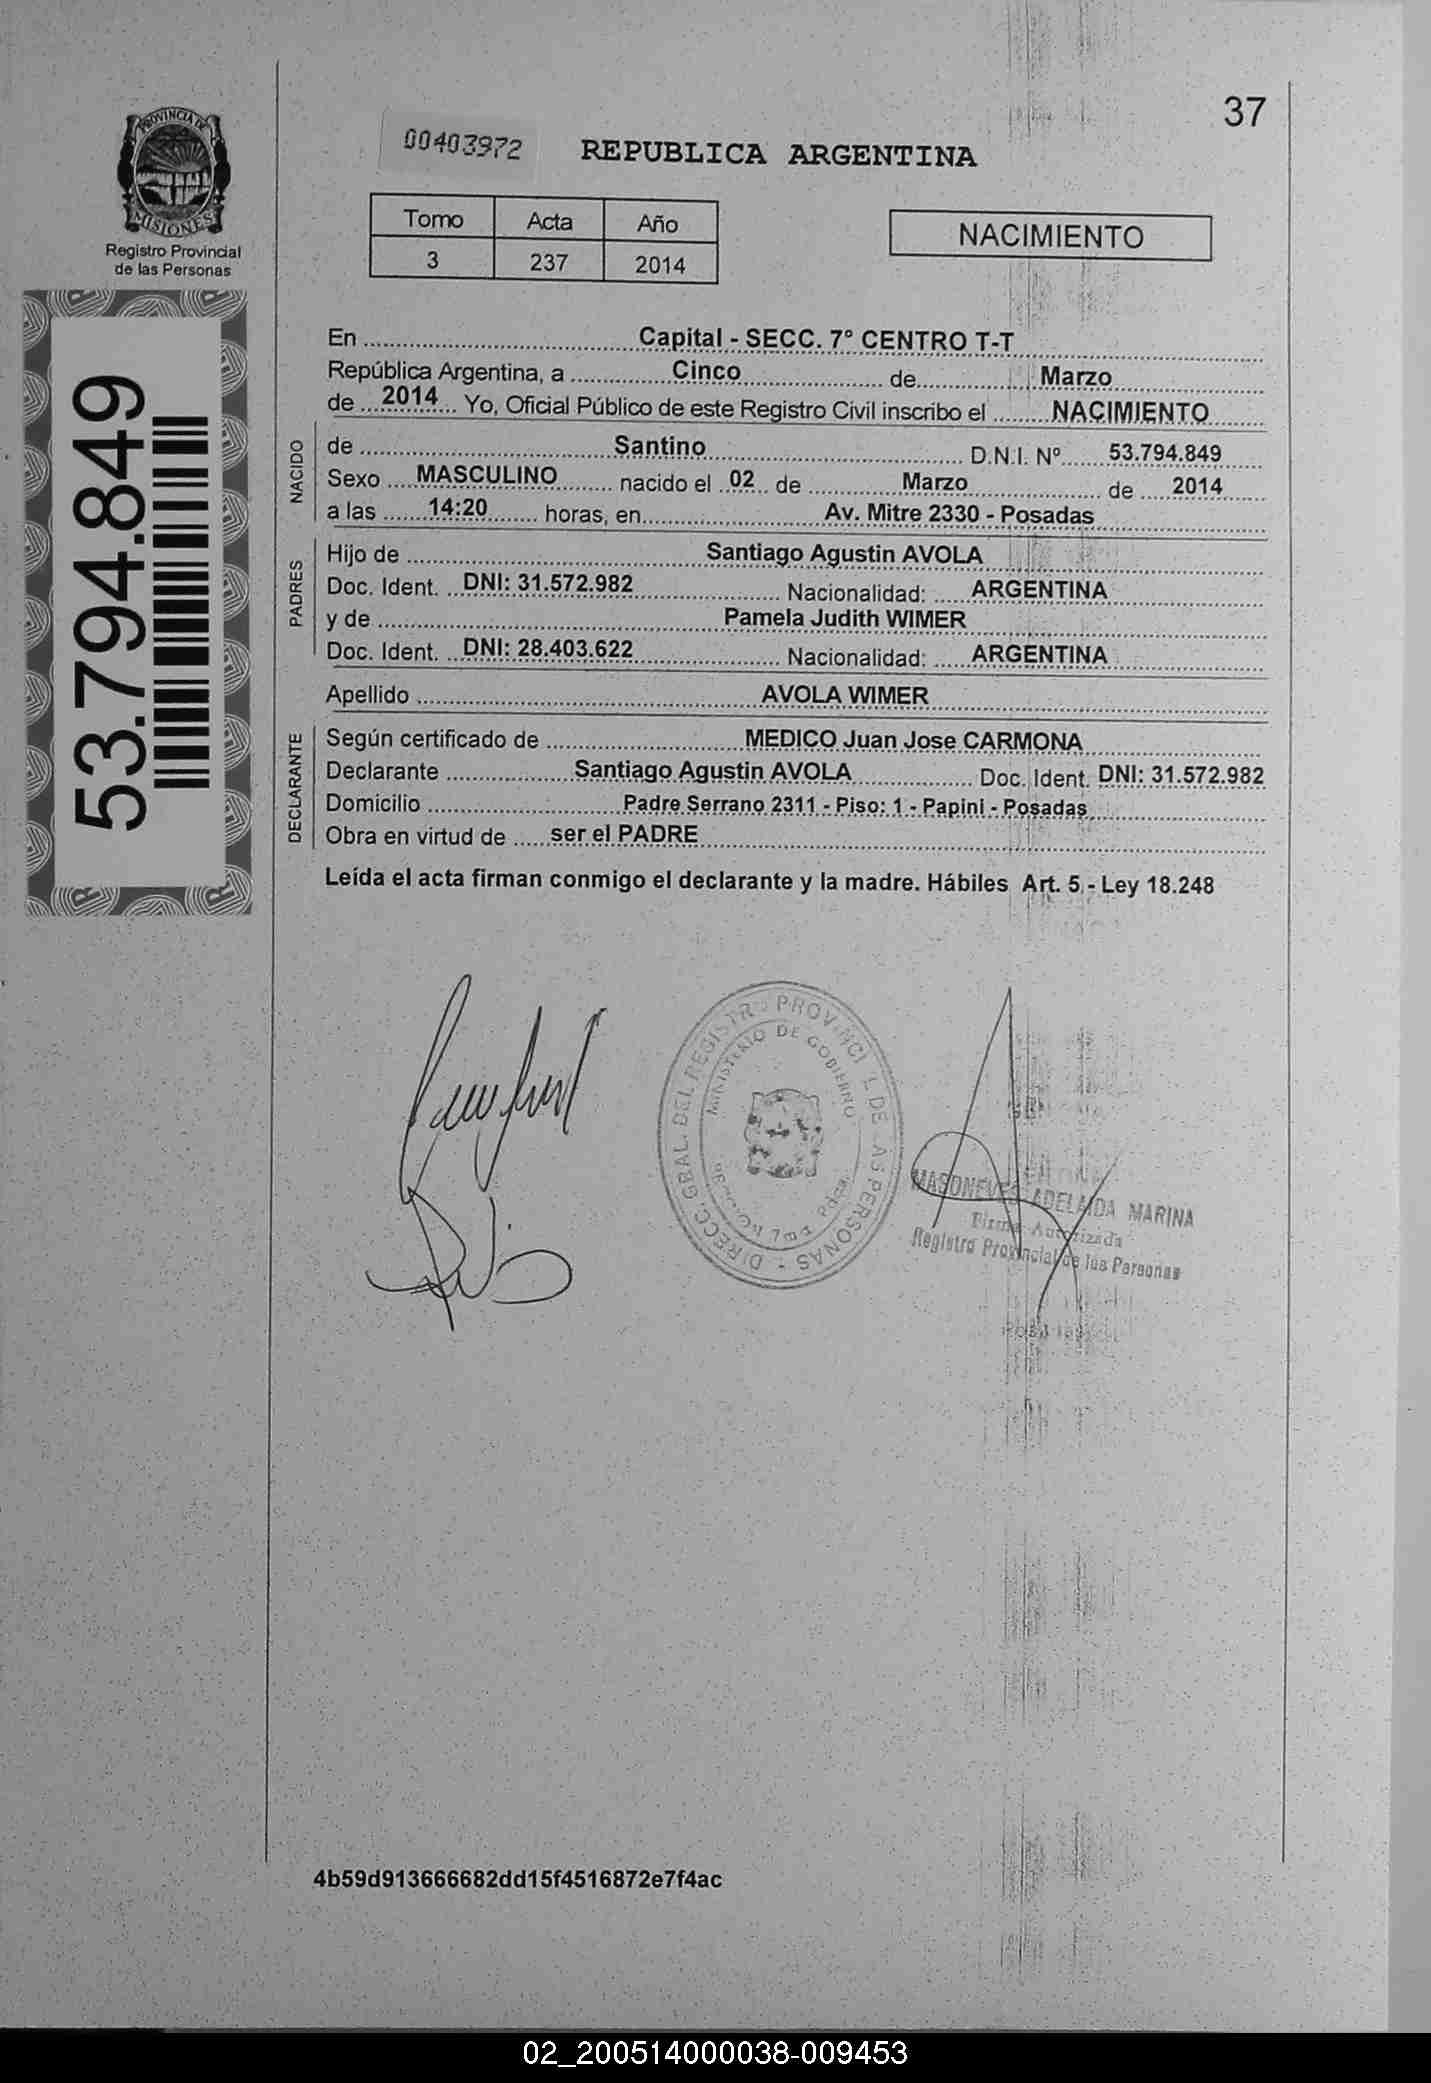 37
PROVINCIA DE
MISIONES
Registro Provincial
de las Personas
00403972
REPUBLICA ARGENTINA
Tomo Acta Año
3 237 2014
NACIMIENTO
53.794.849
En Capital - SECC. 7° CENTRO T-T
República Argentina, a Cinco de Marzo
de 2014 Yo, Oficial Público de este Registro Civil inscribo el NACIMIENTO
NACIDO
de Santino D.N.I. Nº 53.794.849
Sexo MASCULINO nacido el 02 de Marzo de 2014
a las 14:20 horas, en Av. Mitre 2330 - Posadas
PADRES
Hijo de Santiago Agustin AVOLA
Doc. Ident. DNI: 31.572.982 Nacionalidad: ARGENTINA
y de Pamela Judith WIMER
Doc. Ident. DNI: 28.403.622 Nacionalidad: ARGENTINA
Apellido AVOLA WIMER
DECLARANTE
Según certificado de MEDICO Juan Jose CARMONA
Declarante Santiago Agustin AVOLA Doc. Ident. DNI: 31.572.982
Domicilio Padre Serrano 2311 - Piso: 1 - Papini - Posadas
Obra en virtud de ser el PADRE
Leída el acta firman conmigo el declarante y la madre. Hábiles Art. 5.- Ley 18.248
DIRECC. GRAL. DEL REGISTRO PROVINCI L DE AS PERSONAS -
MINISTERIO DE GOBIERNO
ADELAIDA MARINA
Firma Autorizada
Registro Provincial de las Personas
4b59d913666682dd15f4516872e7f4ac
02_200514000038-009453